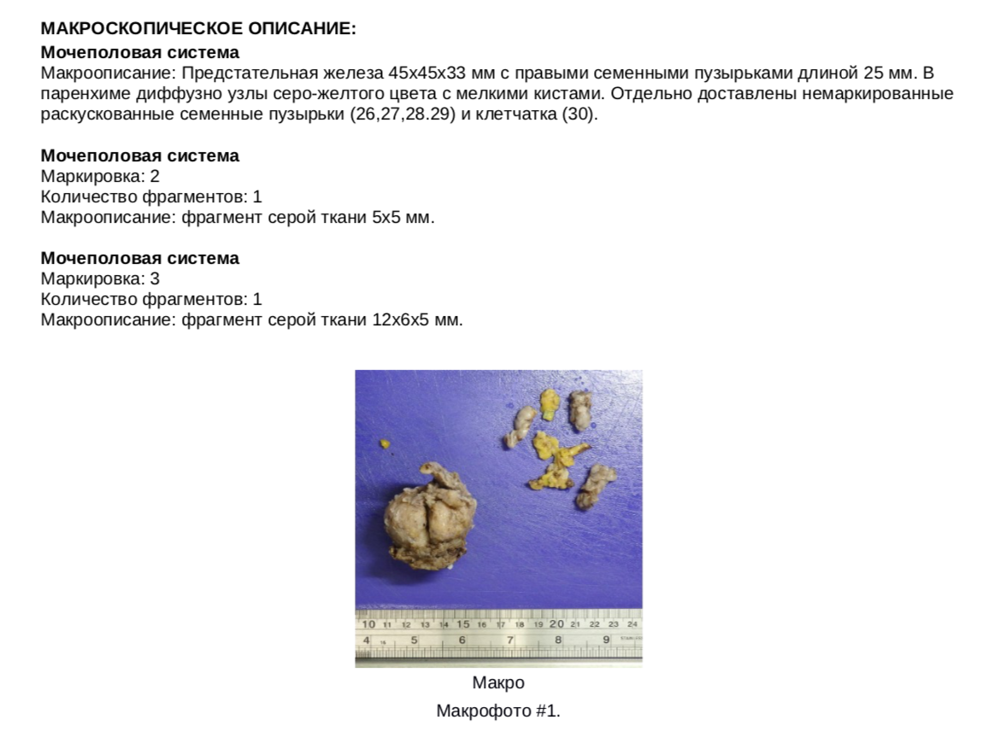 МАКРОСКОПИЧЕСКОЕ ОПИСАНИЕ:
Мочеполовая система
Макроописание: Предстательная железа 45х45х33 мм с правыми семенными пузырьками длиной 25 мм. В
паренхиме диффузно узлы серо-желтого цвета с мелкими кистами. Отдельно доставлены немаркированные
раскускованные семенные пузырьки (26,27,28.29) и клетчатка (30).
Мочеполовая система
Маркировка: 2
Количество фрагментов: 1
Макроописание: фрагмент серой ткани 5х5 мм.
Мочеполовая система
Маркировка: 3
Количество фрагментов: 1
Макроописание: фрагмент серой ткани 12х6х5 мм.
10 11 12 13 14 15 16 17 18 19 20 21 22 23 24
4 16 5 6 7 8 9
Макро
Макрофото #1.